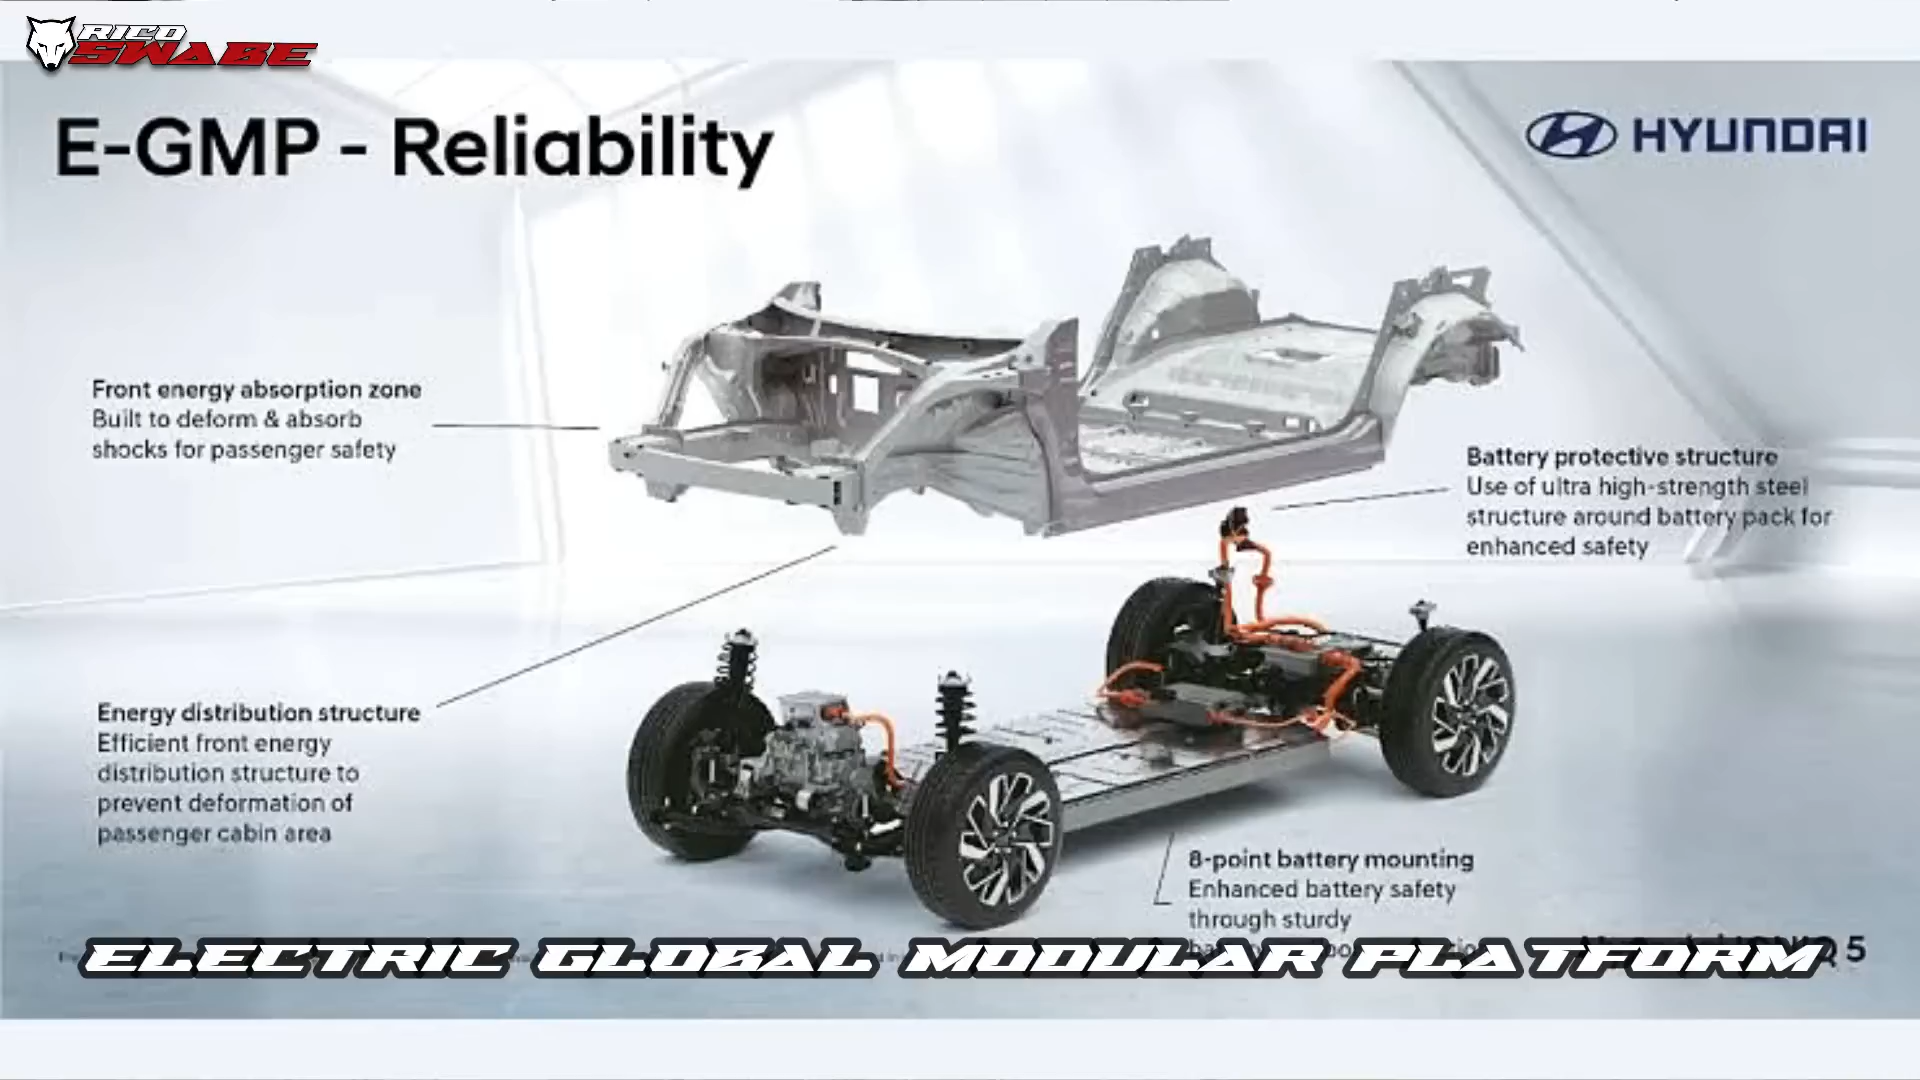 RICO
SWABE
E-GMP - Reliability
HYUNDAI
Front energy absorption zone
Built to deform & absorb
shocks for passenger safety
Battery protective structure
Use of ultra high-strength steel
structure around battery pack for
enhanced safety
Energy distribution structure
Efficient front energy
distribution structure to
prevent deformation of
passenger cabin area
8-point battery mounting
Enhanced battery safety
through sturdy
ELECTRIC GLOBAL MODULAR PLATFORM
5